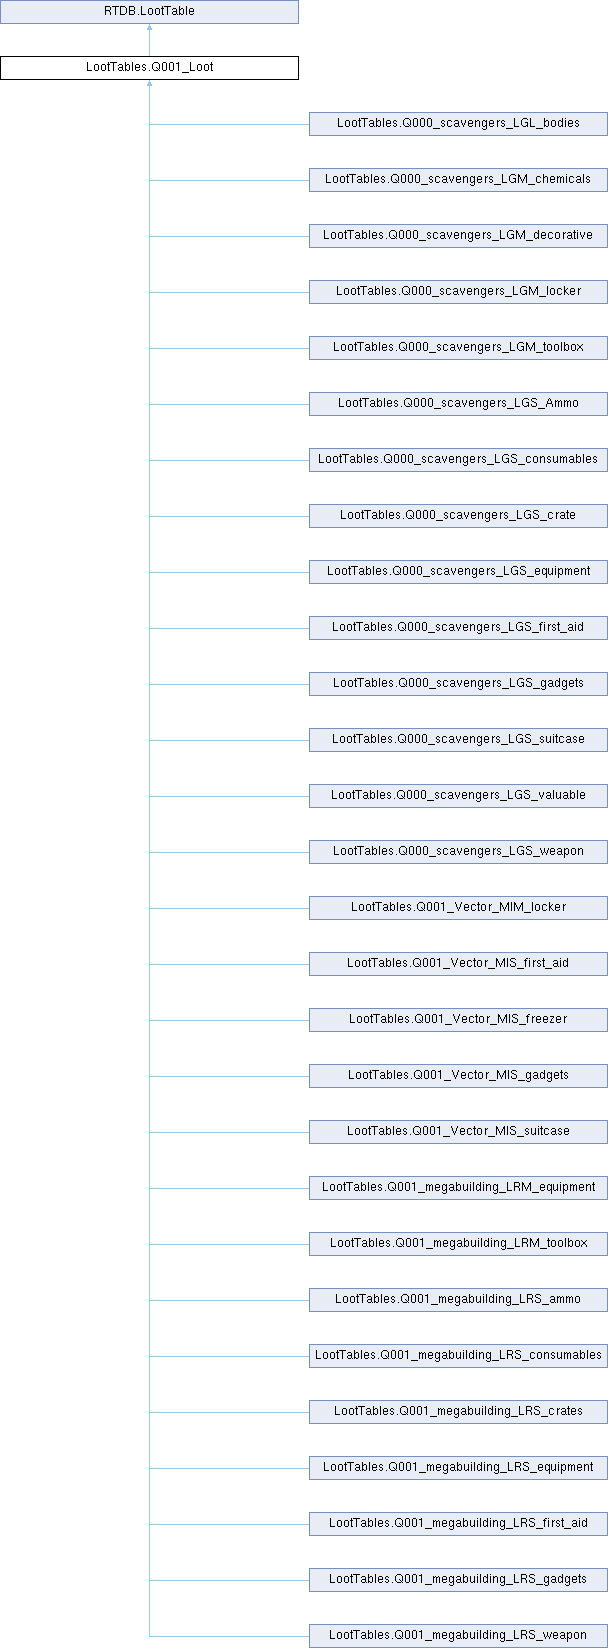 RTDB.LootTable
LootTables.Q001_Loot
LootTables.Q000_scavengers_LGL_bodies
LootTables.Q000_scavengers_LGM_chemicals
LootTables.Q000_scavengers_LGM_decorative
LootTables.Q000_scavengers_LGM_locker
LootTables.Q000_scavengers_LGM_toolbox
LootTables.Q000_scavengers_LGS_Ammo
LootTables.Q000_scavengers_LGS_consumables
LootTables.Q000_scavengers_LGS_crate
LootTables.Q000_scavengers_LGS_equipment
LootTables.Q000_scavengers_LGS_first_aid
LootTables.Q000_scavengers_LGS_gadgets
LootTables.Q000_scavengers_LGS_suitcase
LootTables.Q000_scavengers_LGS_valuable
LootTables.Q000_scavengers_LGS_weapon
LootTables.Q001_Vector_MIM_locker
LootTables.Q001_Vector_MIS_first_aid
LootTables.Q001_Vector_MIS_freezer
LootTables.Q001_Vector_MIS_gadgets
LootTables.Q001_Vector_MIS_suitcase
LootTables.Q001_megabuilding_LRM_equipment
LootTables.Q001_megabuilding_LRM_toolbox
LootTables.Q001_megabuilding_LRS_ammo
LootTables.Q001_megabuilding_LRS_consumables
LootTables.Q001_megabuilding_LRS_crates
LootTables.Q001_megabuilding_LRS_equipment
LootTables.Q001_megabuilding_LRS_first_aid
LootTables.Q001_megabuilding_LRS_gadgets
LootTables.Q001_megabuilding_LRS_weapon